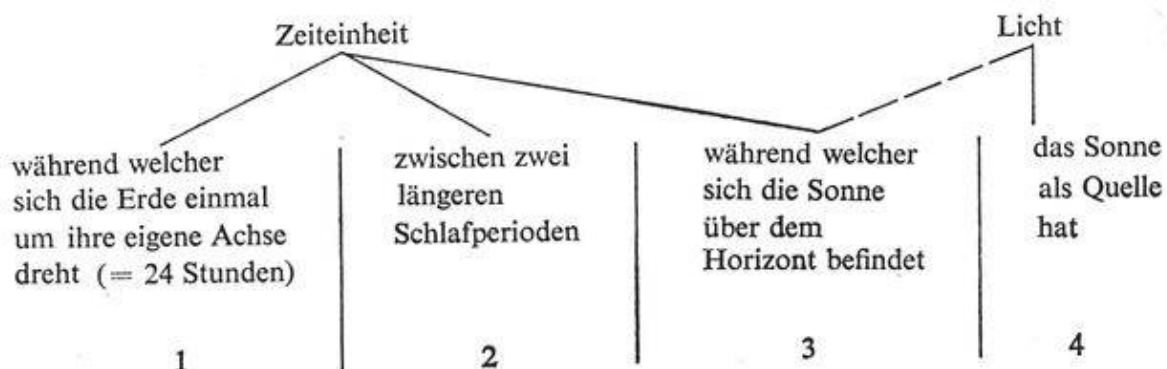 Zeiteinheit
Licht
während welcher
sich die Erde einmal
um ihre eigene Achse
dreht (= 24 Stunden)
1
zwischen zwei
längeren
Schlafperioden
2
während welcher
sich die Sonne
über dem
Horizont befindet
3
das Sonne
als Quelle
hat
4